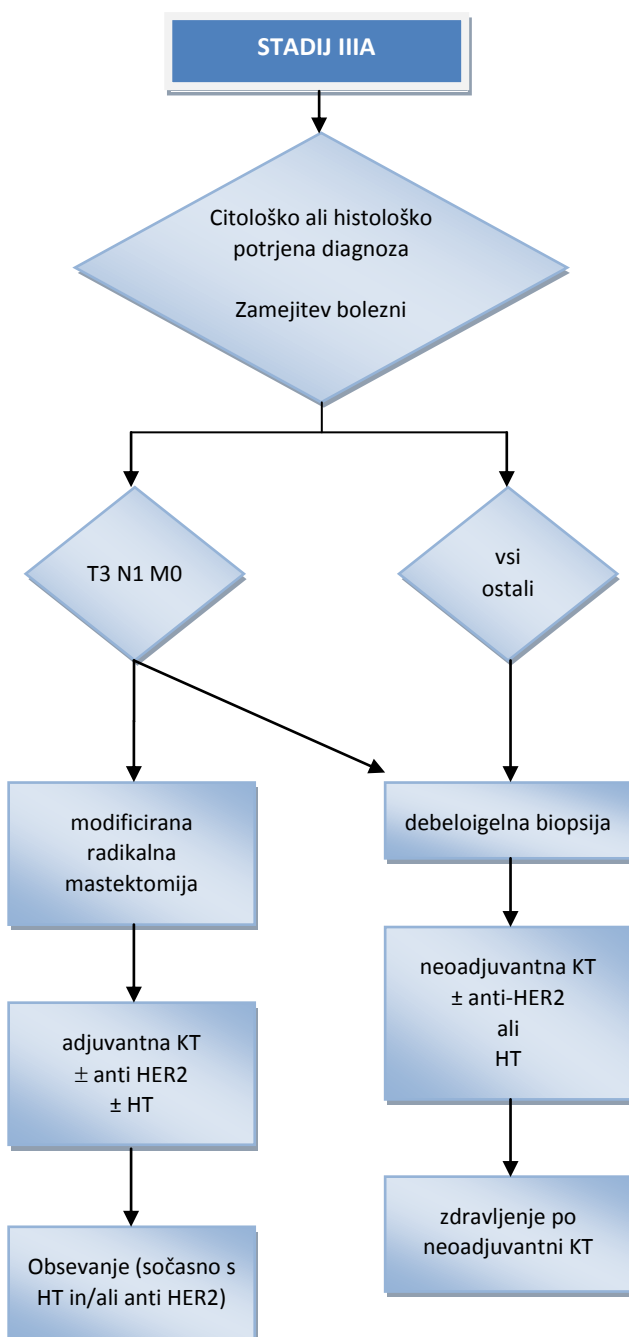 STADIJ IIIA
Citološko ali histološko
potrjena diagnoza
Zamejitev bolezni
T3 N1 M0
vsi
ostali
modificirana
radikalna
mastektomija
debeloigelna biopsija
adjuvantna KT
± anti HER2
± HT
neoadjuvantna KT
± anti-HER2
ali
HT
Obsevanje (sočasno s
HT in/ali anti HER2)
zdravljenje po
neoadjuvantni KT